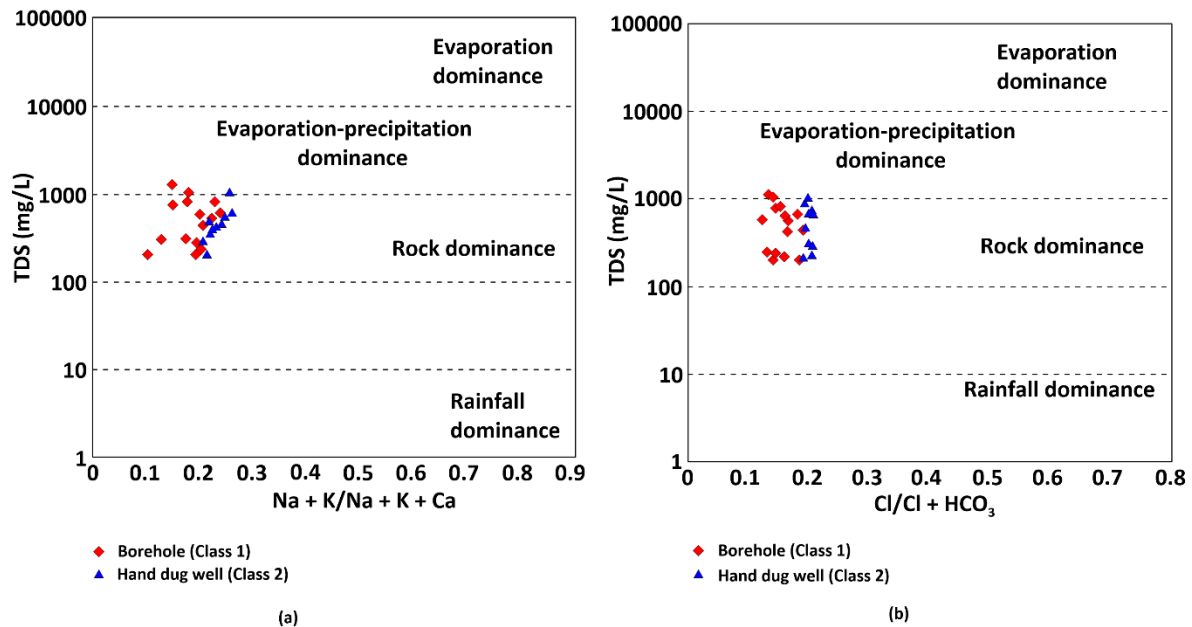 100000
10000
1000
100
10
1
TDS (mg/L)
Evaporation
dominance
Evaporation-precipitation
dominance
Rock dominance
Rainfall
dominance
0 0.1 0.2 0.3 0.4 0.5 0.6 0.7 0.8 0.9
Na + K/Na + K + Ca
Borehole (Class 1)
Hand dug well (Class 2)
(a)
100000
10000
1000
100
10
1
TDS (mg/L)
Evaporation
dominance
Evaporation-precipitation
dominance
Rock dominance
Rainfall dominance
0 0.1 0.2 0.3 0.4 0.5 0.6 0.7 0.8
Cl/Cl + HCO₃
Borehole (Class 1)
Hand dug well (Class 2)
(b)